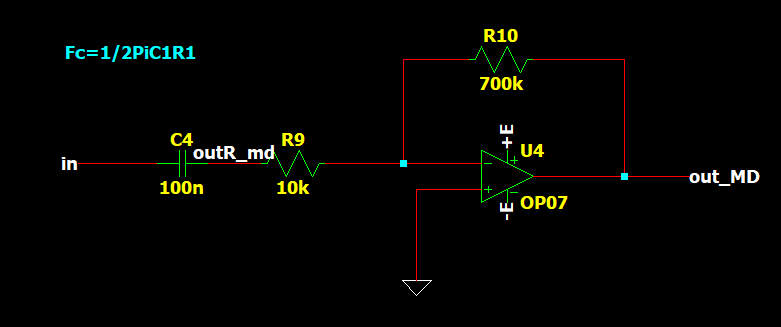 Fc=1/2PiC1R1
R10
700k
+E
U4
C4
outR_md
R9
in
100n
10k
-
+
+
-
out_MD
-E
OP07